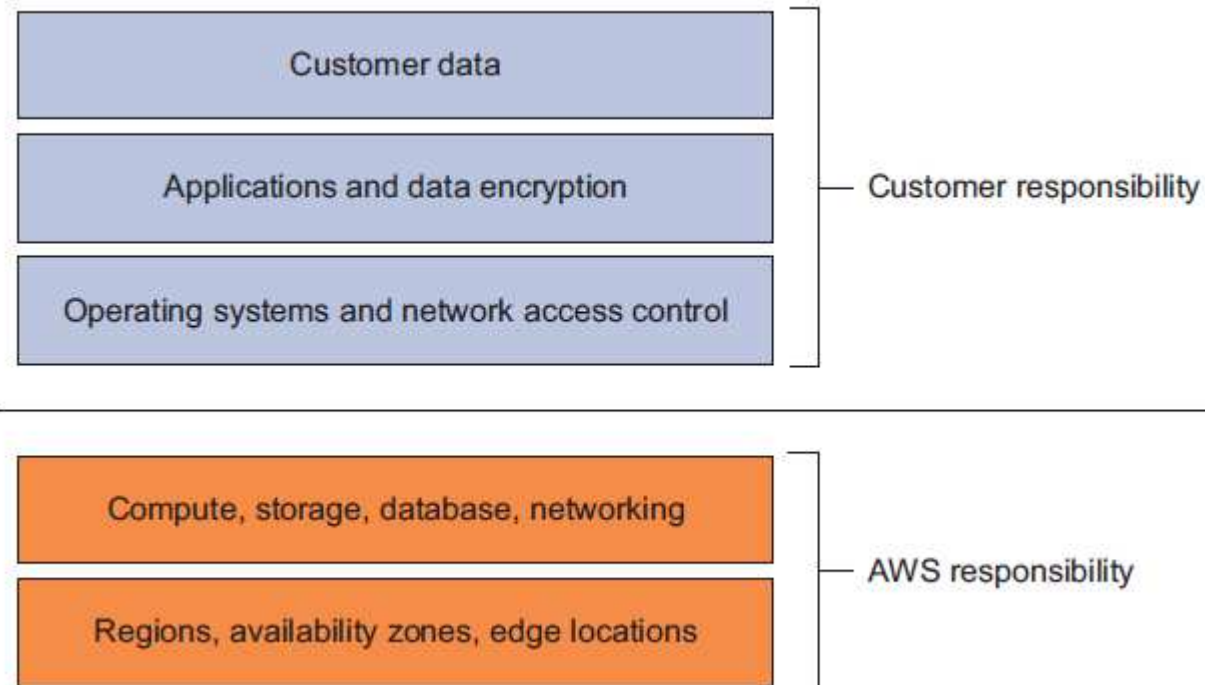 Customer data
Applications and data encryption
Customer responsibility
Operating systems and network access control
Compute, storage, database, networking
AWS responsibility
Regions, availability zones, edge locations